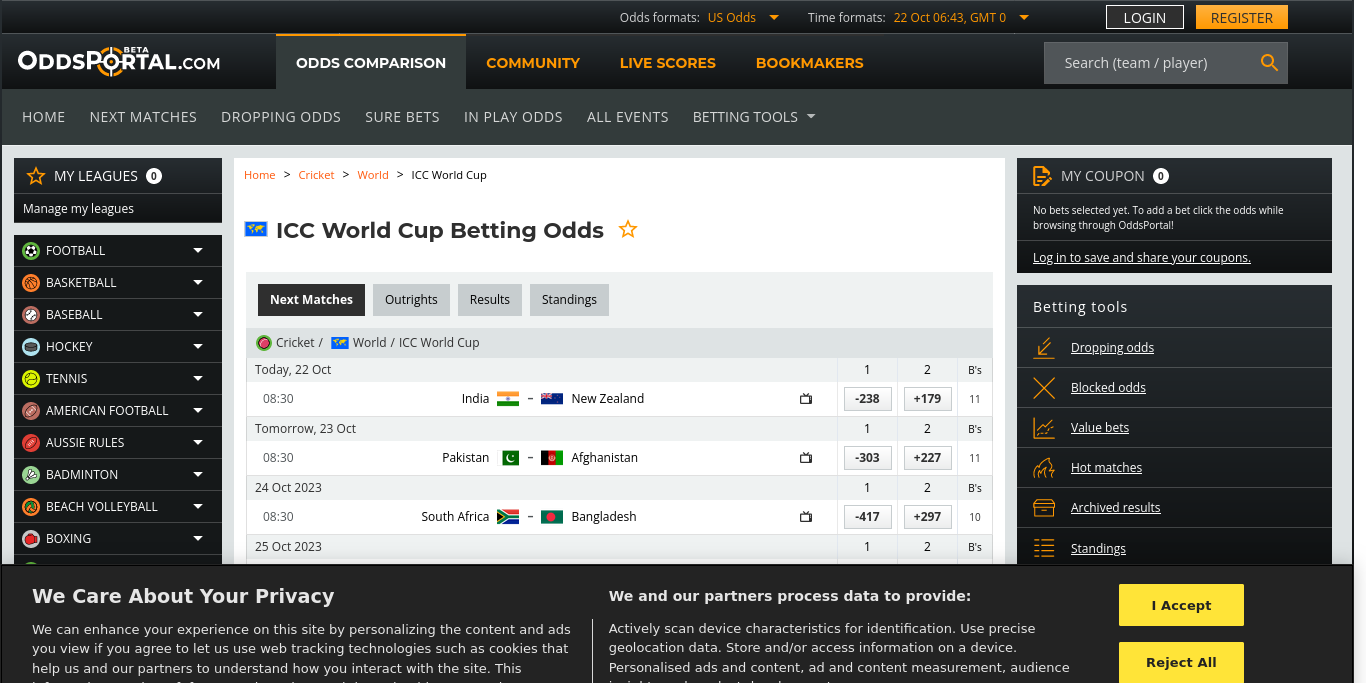 Odds formats: US Odds Time formats: 22 Oct 06:43, GMT 0 LOGIN REGISTER
BETA
ODDSPORTAL.COM
ODDS COMPARISON COMMUNITY LIVE SCORES BOOKMAKERS Search (team / player)
HOME NEXT MATCHES DROPPING ODDS SURE BETS IN PLAY ODDS ALL EVENTS BETTING TOOLS
MY LEAGUES 0
Manage my leagues
FOOTBALL
BASKETBALL
BASEBALL
HOCKEY
TENNIS
AMERICAN FOOTBALL
AUSSIE RULES
BADMINTON
BEACH VOLLEYBALL
BOXING
Home > Cricket > World > ICC World Cup
ICC World Cup Betting Odds
Next Matches Outrights Results Standings
Cricket / World / ICC World Cup
Today, 22 Oct 1 2 B's
08:30 India – New Zealand -238 +179 11
Tomorrow, 23 Oct 1 2 B's
08:30 Pakistan – Afghanistan -303 +227 11
24 Oct 2023 1 2 B's
08:30 South Africa – Bangladesh -417 +297 10
25 Oct 2023 1 2 B's
MY COUPON 0
No bets selected yet. To add a bet click the odds while
browsing through OddsPortal!
Log in to save and share your coupons.
Betting tools
Dropping odds
Blocked odds
Value bets
Hot matches
Archived results
Standings
We Care About Your Privacy
We can enhance your experience on this site by personalizing the content and ads
you view if you agree to let us use web tracking technologies such as cookies that
help us and our partners to understand how you interact with the site. This
We and our partners process data to provide:
Actively scan device characteristics for identification. Use precise
geolocation data. Store and/or access information on a device.
Personalised ads and content, ad and content measurement, audience
I Accept
Reject All